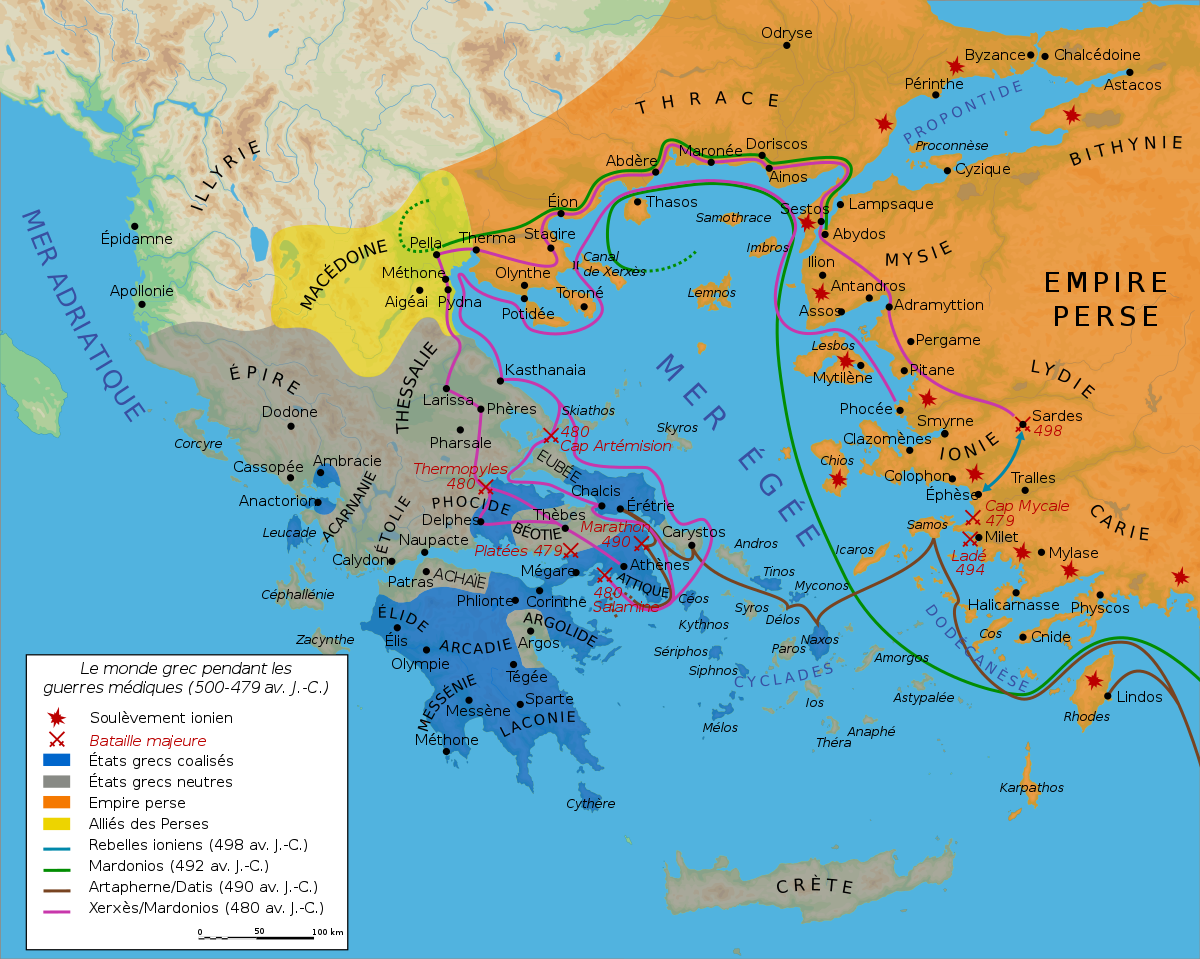 Odryse
Byzance
Chalcédoine
Astacos
Périnthe
THRACE
PROPONTIDE
Proconnèse
BITHYNIE
Cyzique
ILLYRIE
Abdère
Maronée
Doriscos
Ainos
Éion
Thasos
Samothrace
Sestos
Lampsaque
Abydos
Imbros
MYSIE
MER ADRIATIQUE
Épidamne
Apollonie
MACÉDOINE
Pella
Therma
Stagire
Canal
de Xerxès
Méthone
Aigéai
Pydna
Olynthe
Toroné
Potidée
Lemnos
Ilion
Antandros
Assos
Adramyttion
EMPIRE
PERSE
Lesbos
Mytilène
Pergame
Pitane
LYDIE
ÉPIRE
THESSALIE
Kasthanaia
MER ÉGÉE
Dodone
Larissa
Phères
Skiathos
Skyros
Phocée
Smyrne
Sardes
498
Corcyre
Pharsale
480
Cap Artémision
Clazomènes
IONIE
Cassopée
Ambracie
Thermopyles
480
EUBÉE
Chios
Colophon
Tralles
Anactorion
ACARNANIE
ÉTOLIE
PHOCIDE
Chalcis
Érétrie
Éphèse
Cap Mycale
479
Leucade
Delphes
Thèbes
BÉOTIE
Marathon
490
Carystos
Samos
Milet
CARIE
Naupacte
Platées 479
Andros
Icaros
Ladé
494
Mylase
Calydon
Mégare
Athènes
Tinos
Patras
ACHAÏE
ATTIQUE
Myconos
Céphallénie
Phlionte
Corinthe
480
Salamine
Céos
Syros
Délos
Halicarnasse
Physcos
ÉLIDE
Élis
ARGOLIDE
Argos
Kythnos
Naxos
Paros
DODÉCANÈSE
Cos
Cnide
Zacynthe
ARCADIE
Olympie
Sériphos
Siphnos
Amorgos
Tégée
CYCLADES
MESSÉNIE
Messène
Sparte
LACONIE
Ios
Astypalée
Lindos
Rhodes
Méthone
Mélos
Théra
Anaphé
Cythère
Karpathos
CRÈTE
Le monde grec pendant les
guerres médiques (500-479 av. J.-C.)
Soulèvement ionien
Bataille majeure
États grecs coalisés
États grecs neutres
Empire perse
Alliés des Perses
Rebelles ioniens (498 av. J.-C.)
Mardonios (492 av. J.-C.)
Artapherne/Datis (490 av. J.-C.)
Xerxès/Mardonios (480 av. J.-C.)
0 50 100 km